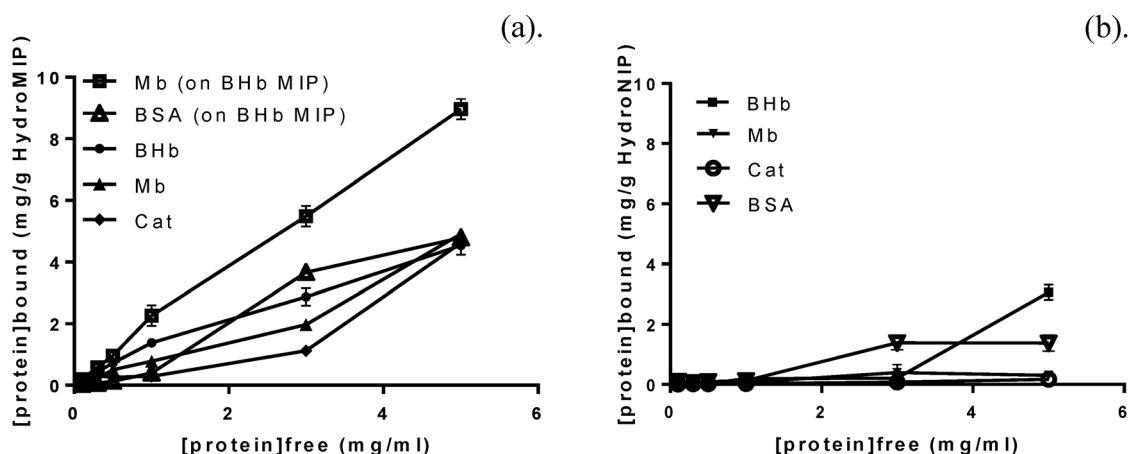 (a).
[protein]bound (mg/g HydroMIP)
10
8
6
4
2
0
Mb (on BHb MIP)
BSA (on BHb MIP)
BHb
Mb
Cat
0 2 4 6
[protein]free (mg/ml)
(b).
[protein]bound (mg/g HydroNIP)
10
8
6
4
2
0
BHb
Mb
Cat
BSA
0 2 4 6
[protein]free (mg/ml)